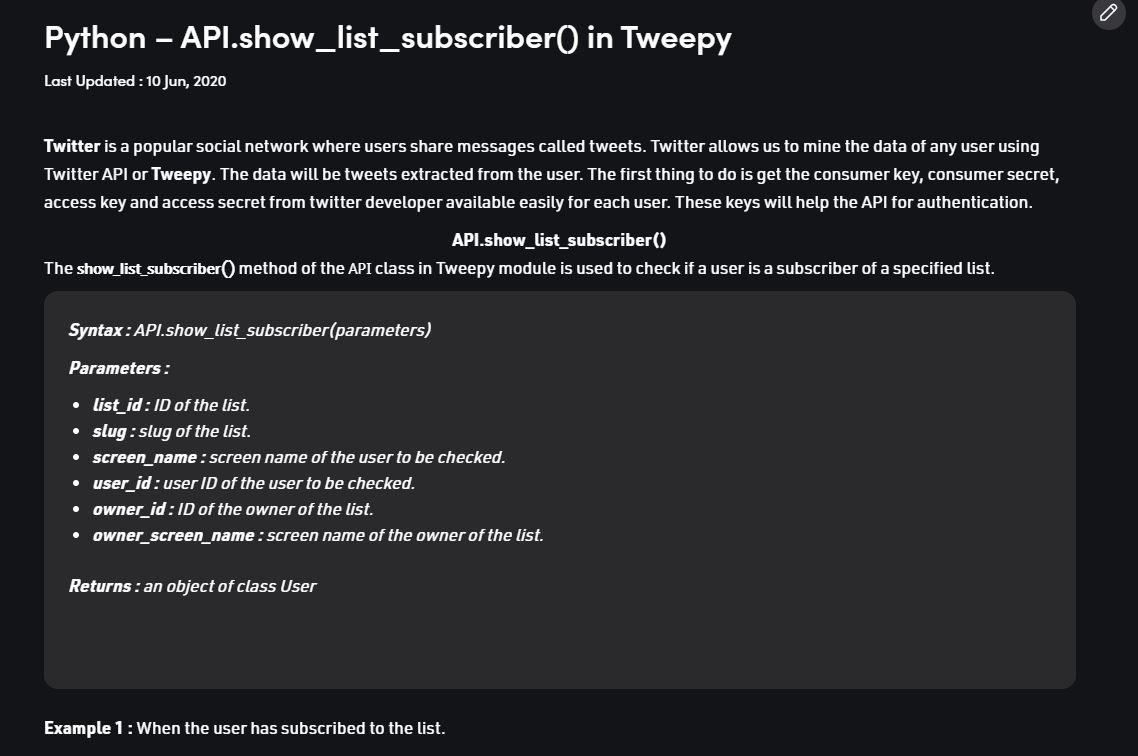 Python – API.show_list_subscriber() in Tweepy
Last Updated : 10 Jun, 2020
Twitter is a popular social network where users share messages called tweets. Twitter allows us to mine the data of any user using
Twitter API or Tweepy. The data will be tweets extracted from the user. The first thing to do is get the consumer key, consumer secret,
access key and access secret from twitter developer available easily for each user. These keys will help the API for authentication.
API.show_list_subscriber()
The show_list_subscriber() method of the API class in Tweepy module is used to check if a user is a subscriber of a specified list.
Syntax : API.show_list_subscriber(parameters)
Parameters :
• list_id : ID of the list.
• slug : slug of the list.
• screen_name : screen name of the user to be checked.
• user_id : user ID of the user to be checked.
• owner_id : ID of the owner of the list.
• owner_screen_name : screen name of the owner of the list.
Returns : an object of class User
Example 1 : When the user has subscribed to the list.